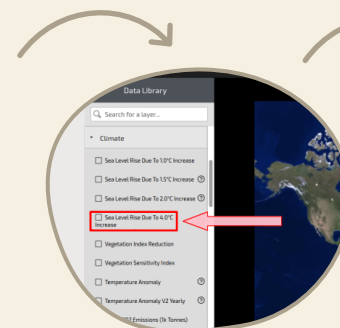 Data Library
Search for a layer...
Climate
Sea Level Rise Due To 1.0°C Increase
Sea Level Rise Due To 1.5°C Increase ?
Sea Level Rise Due To 2.0°C Increase ?
Sea Level Rise Due To 4.0°C
Increase
Vegetation Index Reduction
Vegetation Sensitivity Index
Temperature Anomaly ?
Temperature Anomaly V2 Yearly ?
Emissions (1k Tonnes)